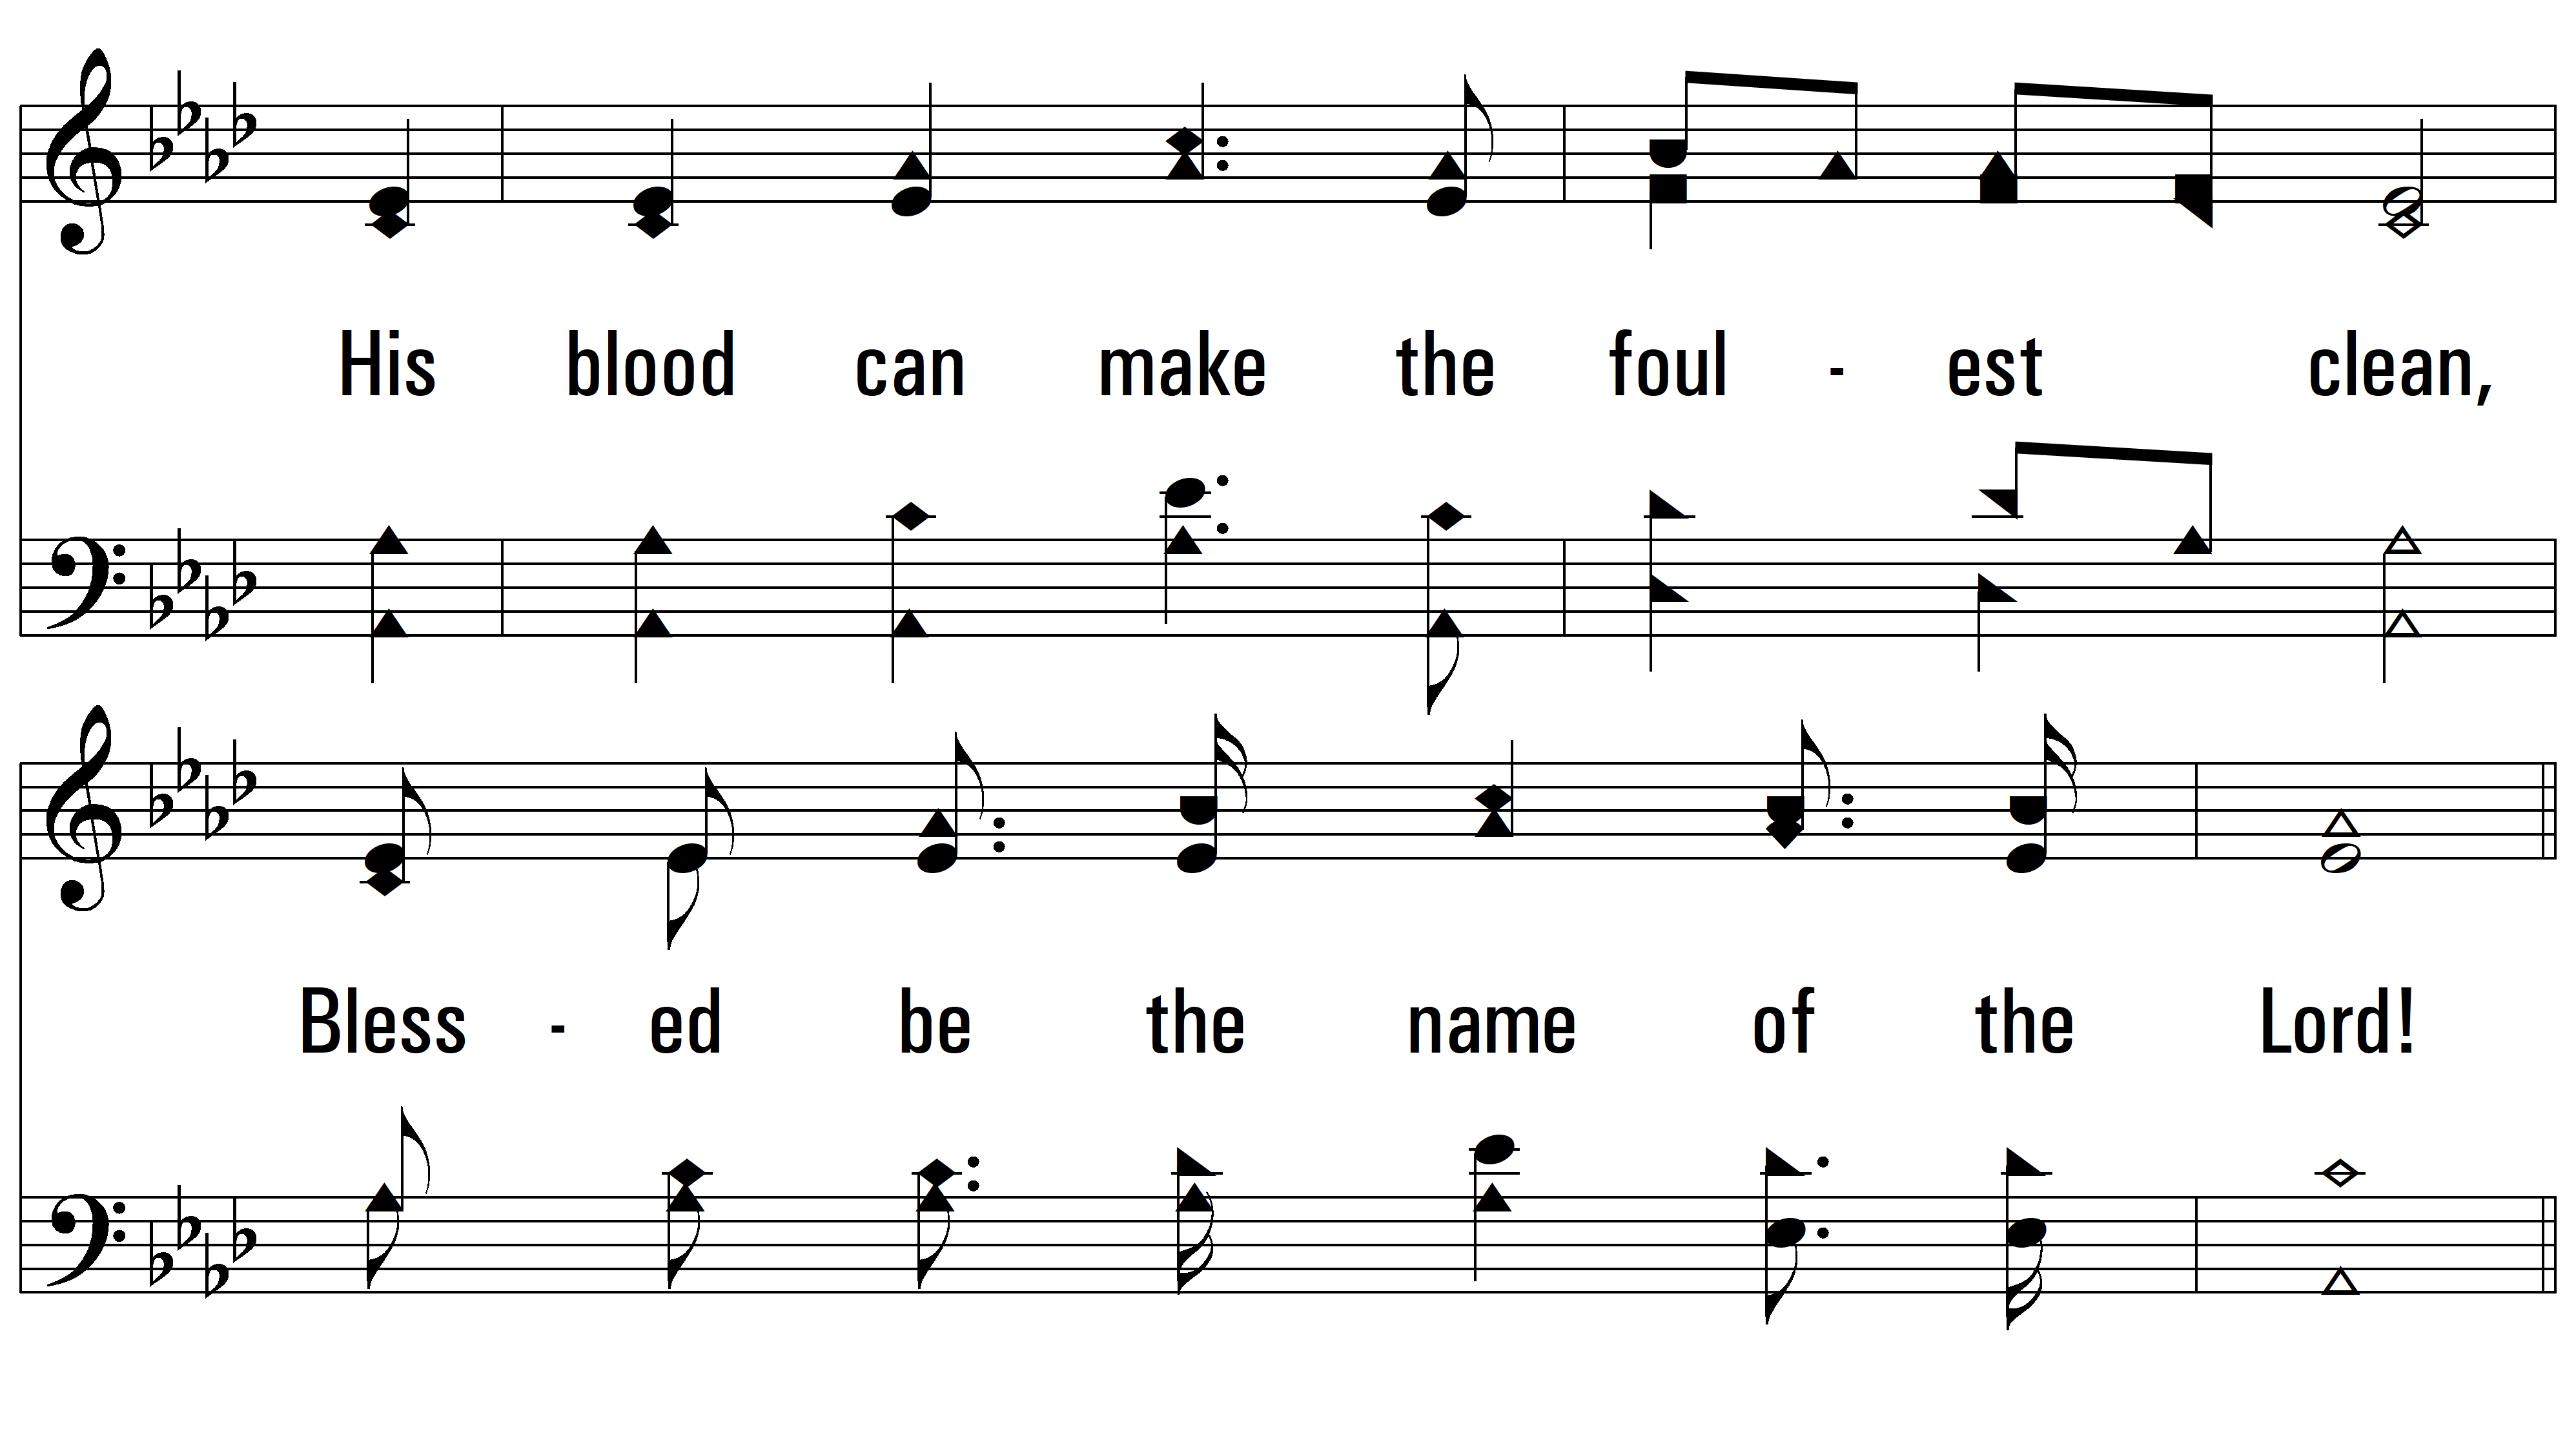 His blood can make the foul - est clean,
Bless - ed be the name of the Lord!